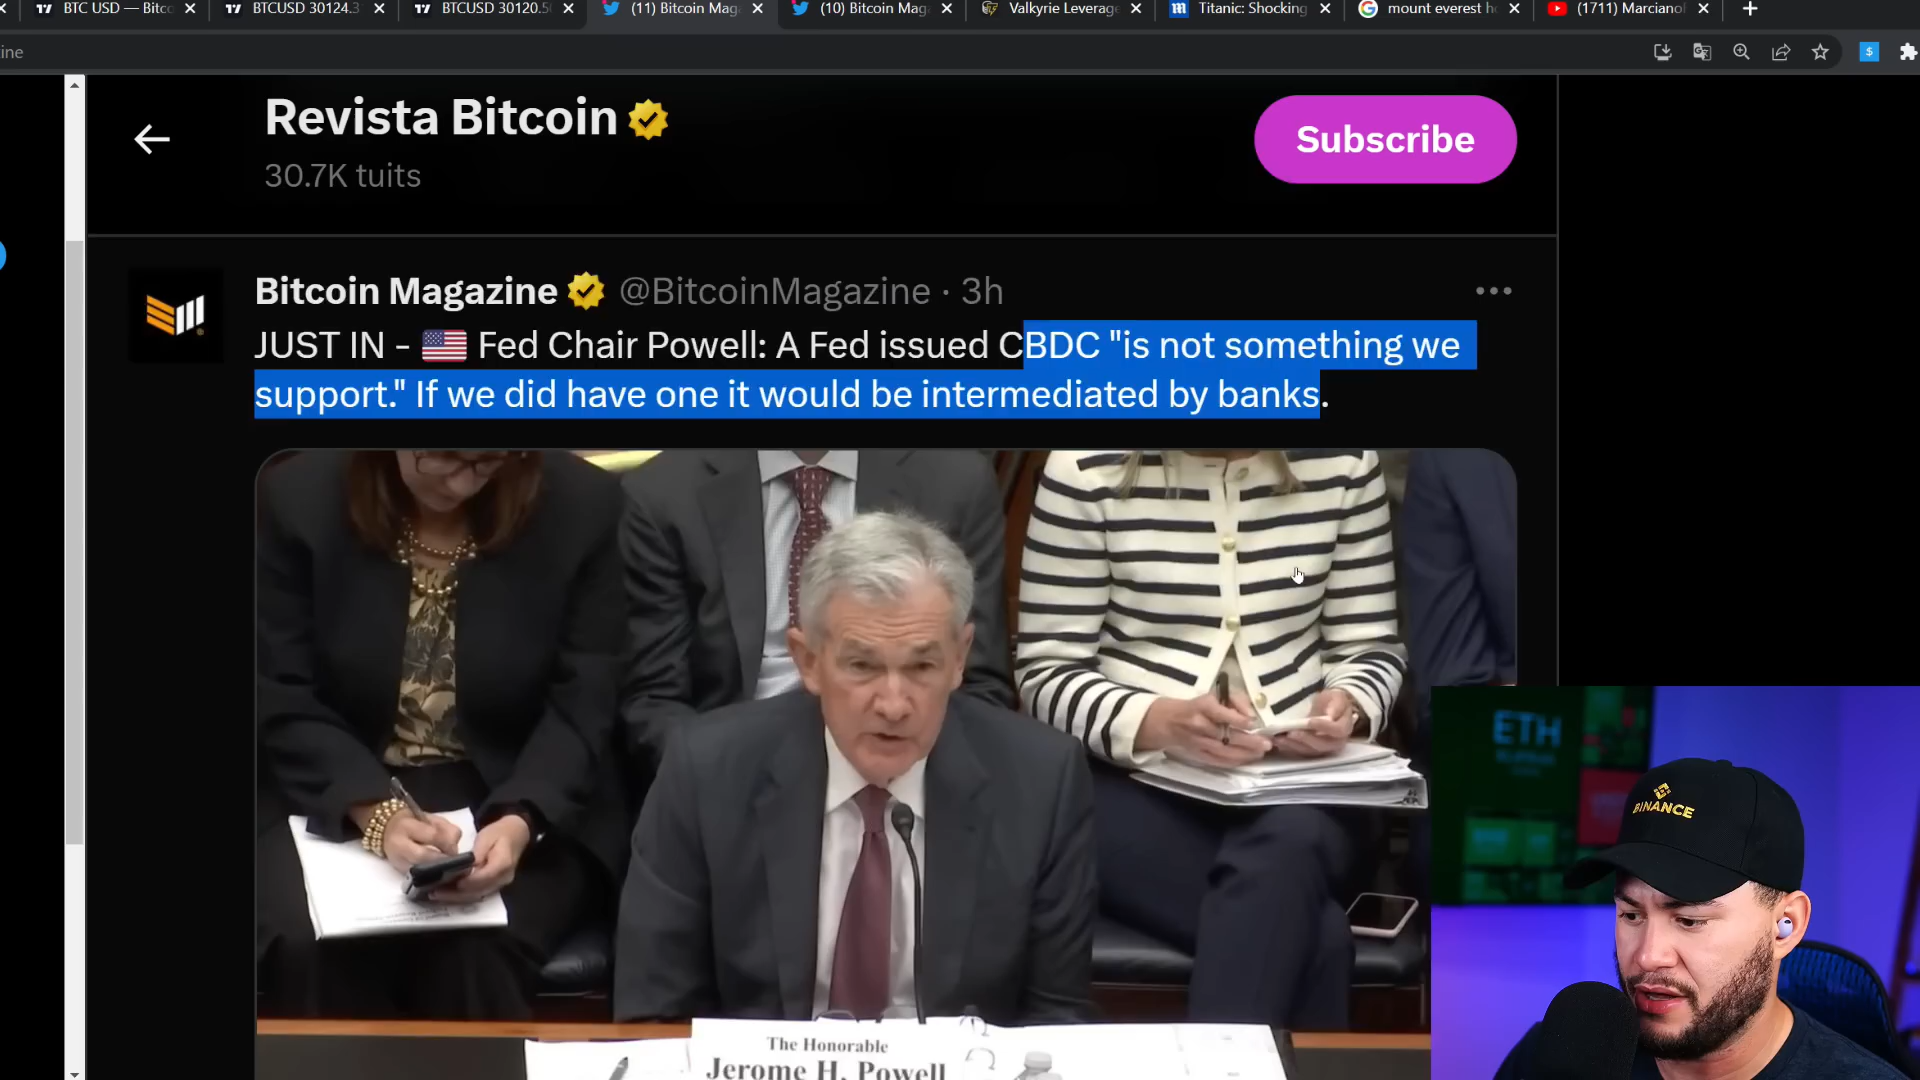 BTC USD — Bitc
BTCUSD 30124.3
BTCUSD 30120.5
(11) Bitcoin Mag
(10) Bitcoin Mag
Valkyrie Leverag
Titanic: Shocking
mount everest h
(1711) Marciano
ine
Revista Bitcoin
30.7K tuits
Subscribe
Bitcoin Magazine @BitcoinMagazine · 3h
JUST IN - Fed Chair Powell: A Fed issued CBDC "is not something we
support." If we did have one it would be intermediated by banks.
ETH
BINANCE
The Honorable
Jerome H. Powell